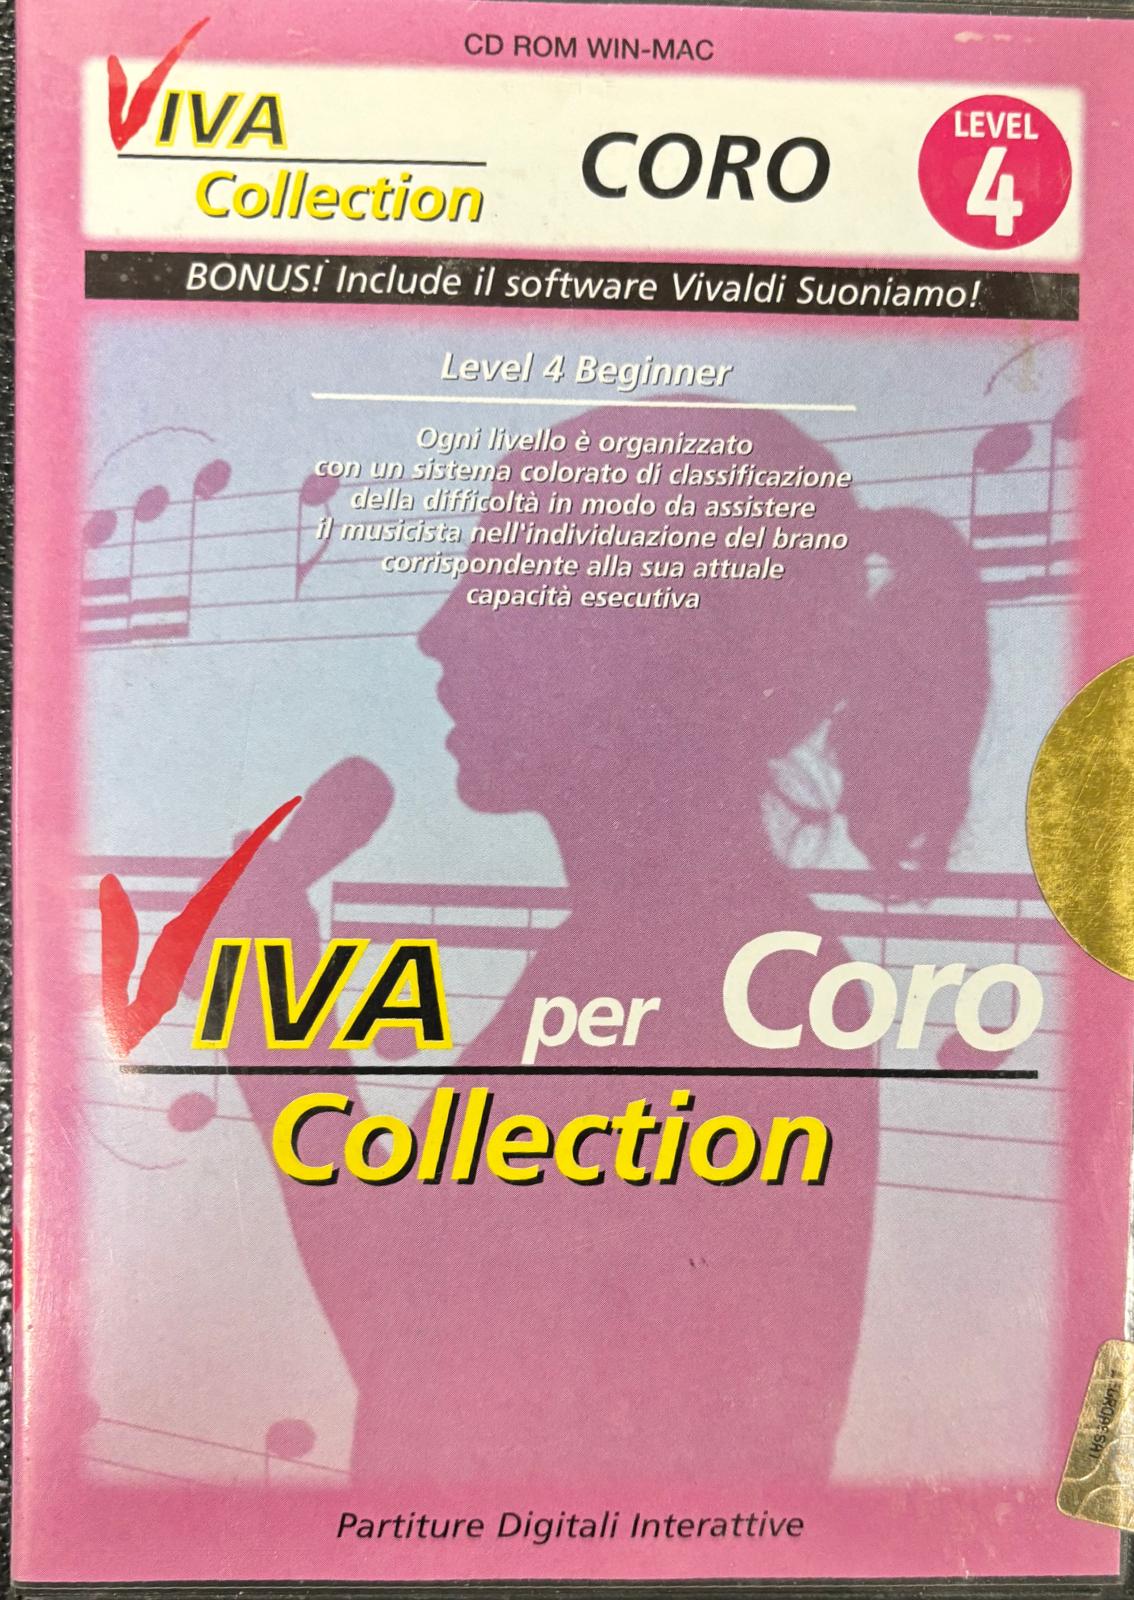 CD ROM WIN-MAC
VIVA
Collection
CORO
LEVEL
4
BONUS! Include il software Vivaldi Suoniamo!
Level 4 Beginner
Ogni livello è organizzato
con un sistema colorato di classificazione
della difficoltà in modo da assistere
il musicista nell'individuazione del brano
corrispondente alla sua attuale
capacità esecutiva
VIVA per Coro
Collection
Partiture Digitali Interattive